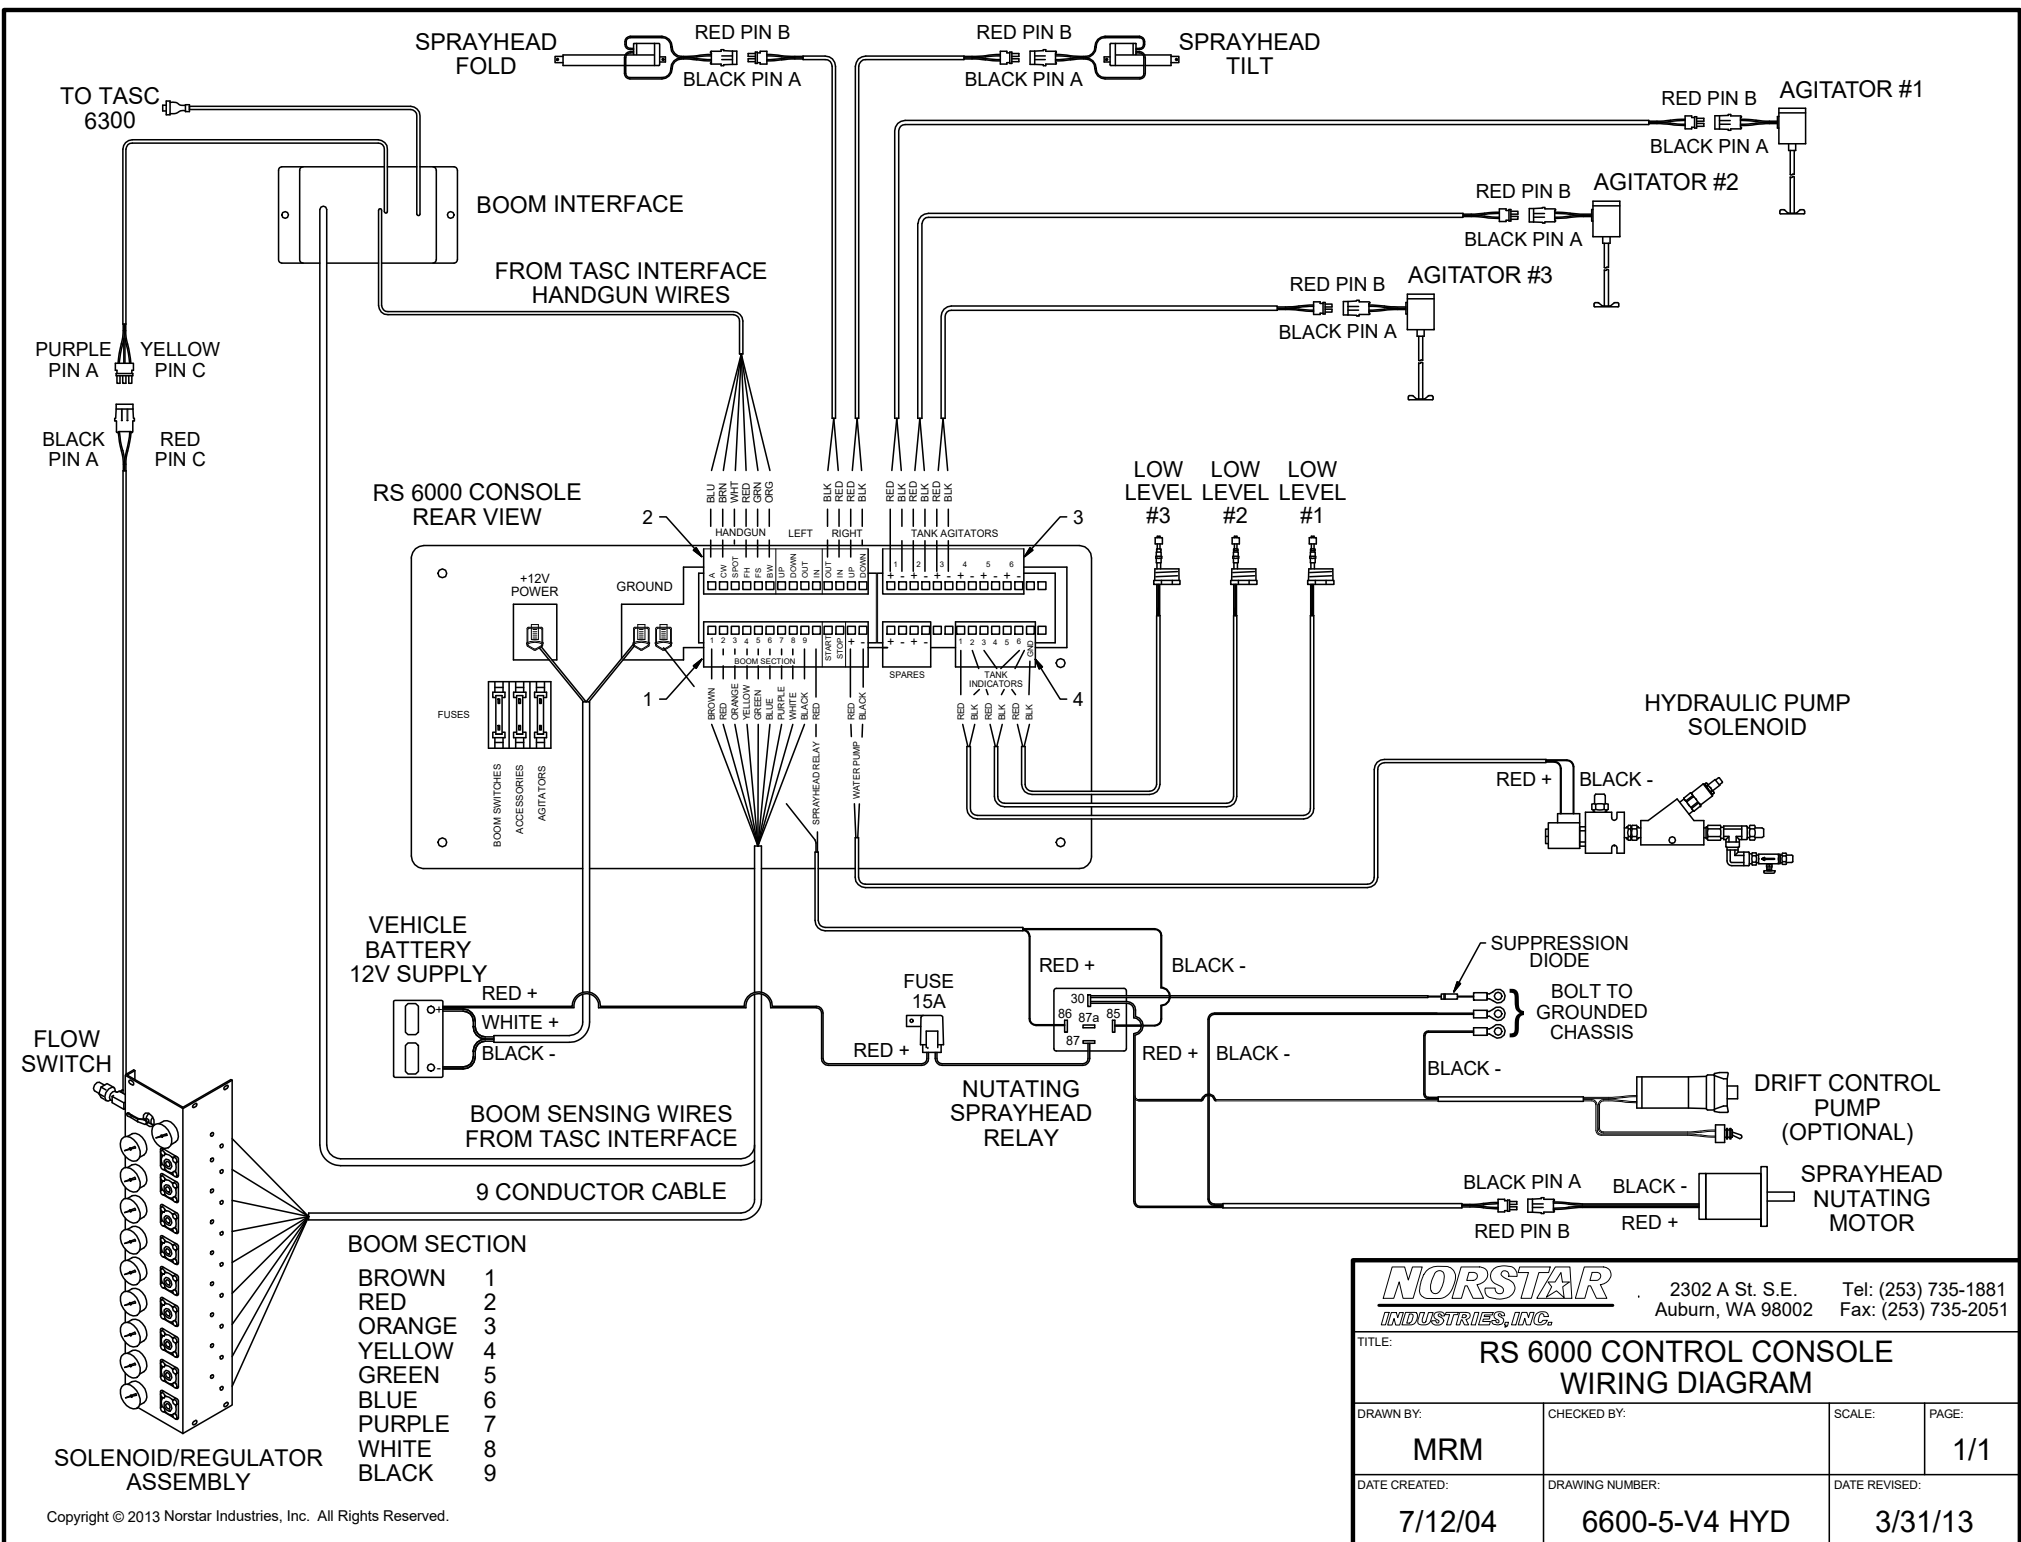 SPRAYHEAD
FOLD
RED PIN B
BLACK PIN A
RED PIN B
BLACK PIN A
SPRAYHEAD
TILT
TO TASC
6300
RED PIN B
BLACK PIN A
AGITATOR #1
BOOM INTERFACE
RED PIN B
BLACK PIN A
AGITATOR #2
FROM TASC INTERFACE
HANDGUN WIRES
RED PIN B
BLACK PIN A
AGITATOR #3
PURPLE
PIN A
YELLOW
PIN C
BLACK
PIN A
RED
PIN C
RS 6000 CONSOLE
REAR VIEW
LOW
LEVEL
#3
LOW
LEVEL
#2
LOW
LEVEL
#1
BLU
BRN
WHT
RED
GRN
ORG
BLK
RED
RED
BLK
RED
BLK
RED
BLK
RED
BLK
2
HANDGUN
LEFT
RIGHT
TANK AGITATORS
3
A
CW
SPOT
FH
FS
BW
UP
DOWN
OUT
IN
OUT
IN
UP
DOWN
1 2 3 4 5 6
+ - + - + - + - + - + -
+12V
POWER
GROUND
1 2 3 4 5 6 7 8 9
START
STOP
+ -
+ - + -
1 2 3 4 5 6
GND
BOOM SECTION
SPARES
TANK
INDICATORS
1
4
BROWN
RED
ORANGE
YELLOW
GREEN
BLUE
PURPLE
WHITE
BLACK
RED
RED
BLACK
RED
BLK
RED
BLK
RED
BLK
SPRAYHEAD RELAY
WATER PUMP
FUSES
BOOM SWITCHES
ACCESSORIES
AGITATORS
HYDRAULIC PUMP
SOLENOID
RED +
BLACK -
VEHICLE
BATTERY
12V SUPPLY
RED +
WHITE +
BLACK -
+
-
FUSE
15A
RED +
RED +
BLACK -
30
86
87a
85
87
NUTATING
SPRAYHEAD
RELAY
SUPPRESSION
DIODE
BOLT TO
GROUNDED
CHASSIS
RED +
BLACK -
BLACK -
DRIFT CONTROL
PUMP
(OPTIONAL)
FLOW
SWITCH
BOOM SENSING WIRES
FROM TASC INTERFACE
9 CONDUCTOR CABLE
BLACK PIN A
RED PIN B
BLACK -
RED +
SPRAYHEAD
NUTATING
MOTOR
BOOM SECTION
BROWN 1
RED 2
ORANGE 3
YELLOW 4
GREEN 5
BLUE 6
PURPLE 7
WHITE 8
BLACK 9
SOLENOID/REGULATOR
ASSEMBLY
Copyright © 2013 Norstar Industries, Inc. All Rights Reserved.
NORSTAR
INDUSTRIES, INC.
2302 A St. S.E.
Auburn, WA 98002
Tel: (253) 735-1881
Fax: (253) 735-2051
TITLE:
RS 6000 CONTROL CONSOLE
WIRING DIAGRAM
DRAWN BY:
MRM
CHECKED BY:
SCALE:
PAGE:
1/1
DATE CREATED:
7/12/04
DRAWING NUMBER:
6600-5-V4 HYD
DATE REVISED:
3/31/13